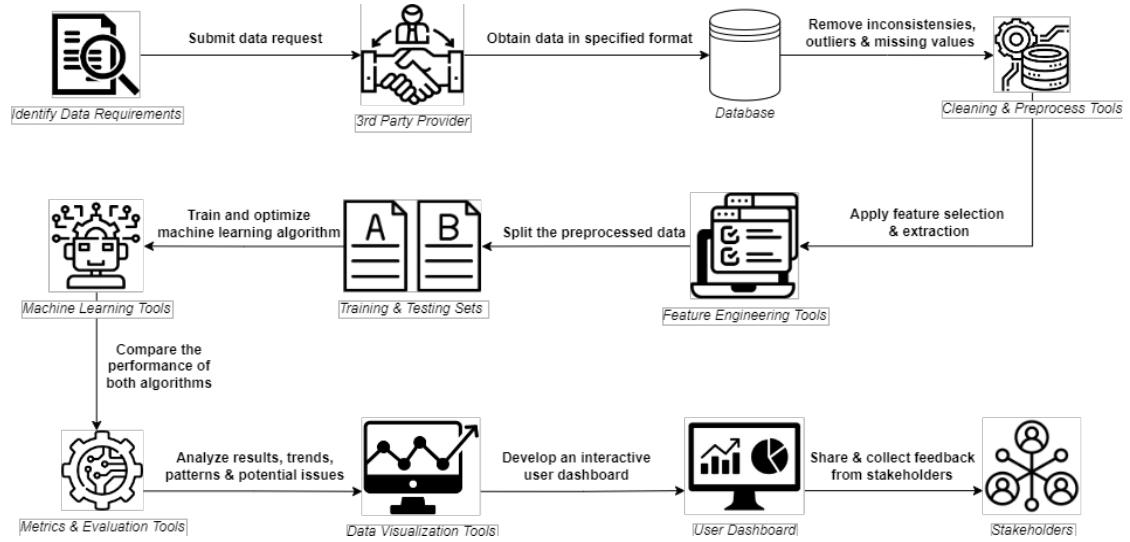 Submit data request
Obtain data in specified format
Remove inconsistensies,
outliers & missing values
Identify Data Requirements
3rd Party Provider
Database
Cleaning & Preprocess Tools
Train and optimize
machine learning algorithm
A
B
Split the preprocessed data
Apply feature selection
& extraction
Machine Learning Tools
Training & Testing Sets
Feature Engineering Tools
Compare the
performance of
both algorithms
Analyze results, trends,
patterns & potential issues
Develop an interactive
user dashboard
Share & collect feedback
from stakeholders
Metrics & Evaluation Tools
Data Visualization Tools
User Dashboard
Stakeholders